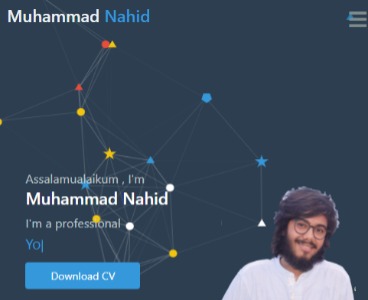 Muhammad Nahid
Assalamualaikum , I'm
Muhammad Nahid
I'm a professional
Yo|
Download CV